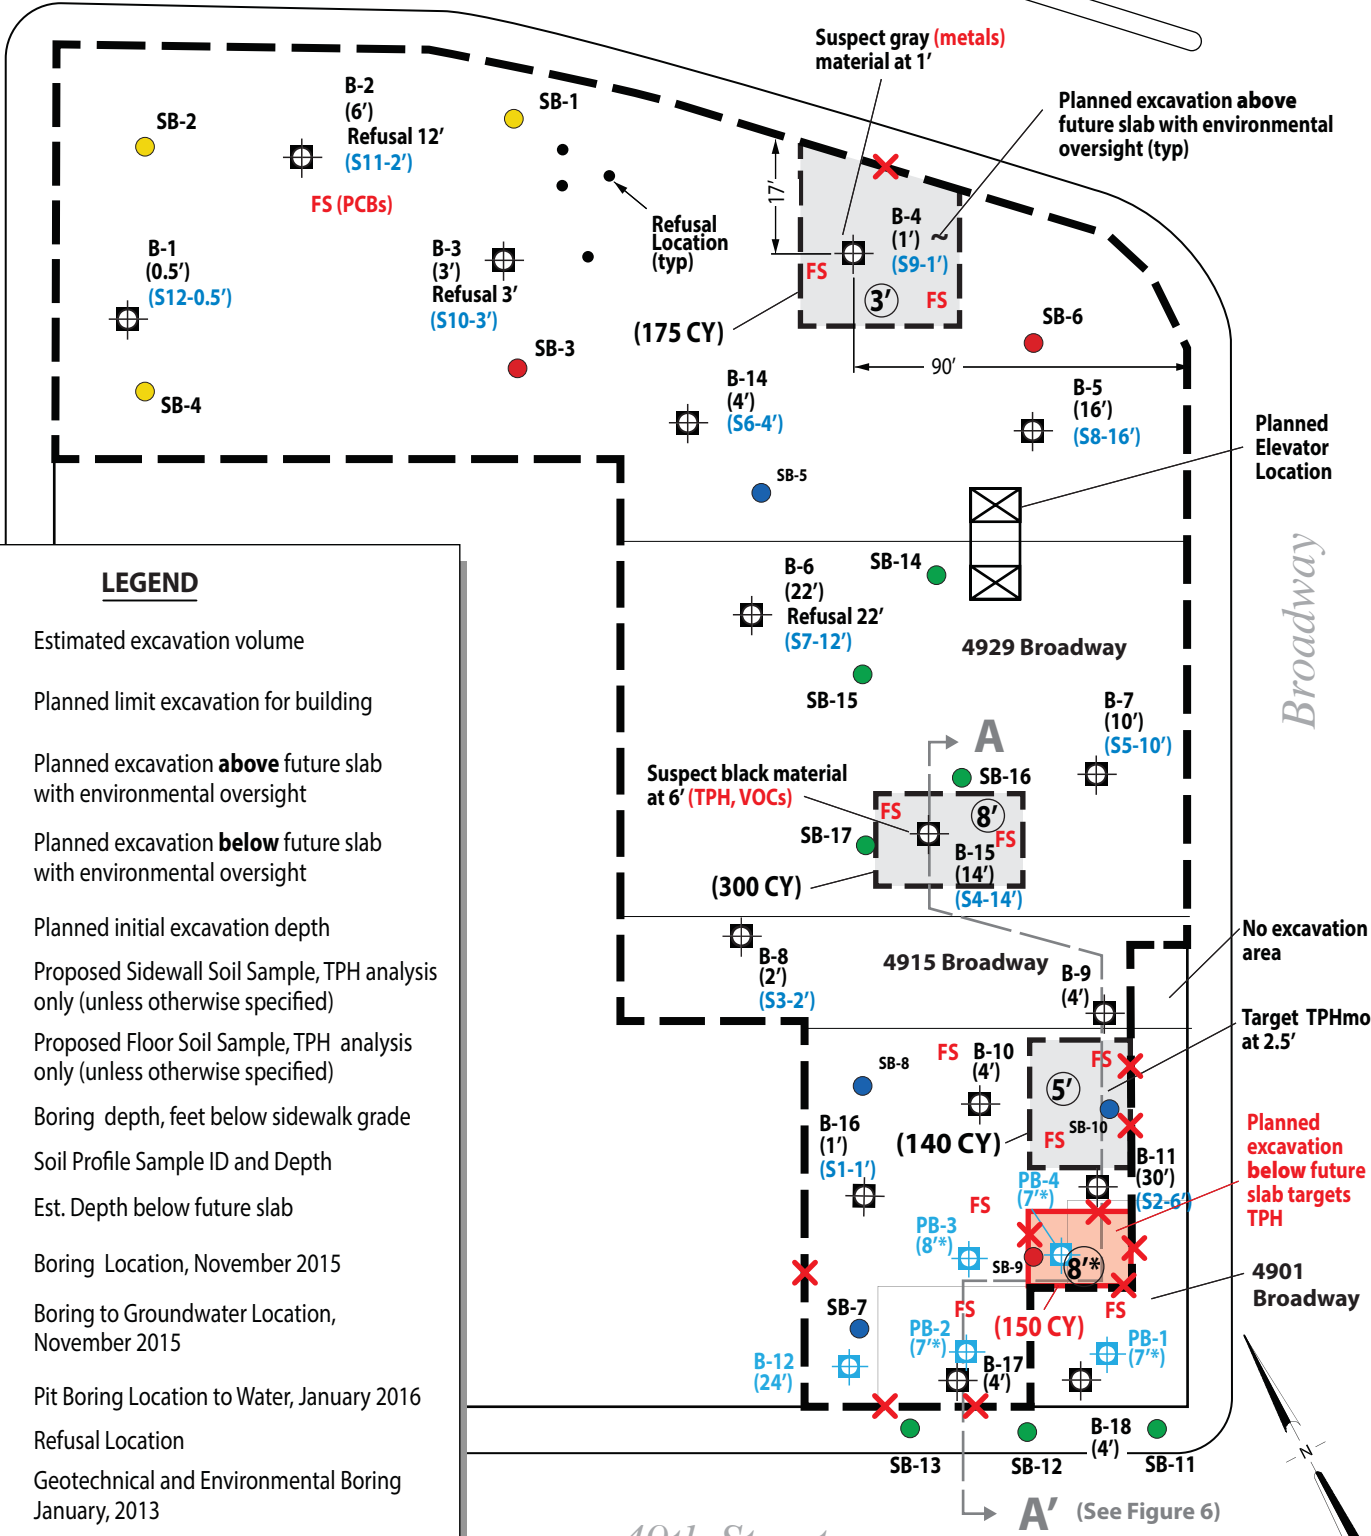 Suspect gray (metals)
material at 1'
Planned excavation above
future slab with environmental
oversight (typ)
B-2
(6')
Refusal 12'
(S11-2')
SB-1
SB-2
FS (PCBs)
17'
B-4
(1') ~
(S9-1')
FS
FS
3'
Refusal
Location
(typ)
B-1
(0.5')
(S12-0.5')
B-3
(3')
Refusal 3'
(S10-3')
(175 CY)
SB-6
SB-3
90'
SB-4
B-14
(4')
(S6-4')
B-5
(16')
(S8-16')
Planned
Elevator
Location
SB-5
Broadway
B-6
(22')
Refusal 22'
(S7-12')
SB-14
4929 Broadway
SB-15
B-7
(10')
(S5-10')
A
Suspect black material
at 6' (TPH, VOCs)
SB-16
FS
8'
FS
SB-17
B-15
(14')
(S4-14')
(300 CY)
No excavation
area
B-8
(2')
(S3-2')
4915 Broadway
B-9
(4')
Target TPHmo
at 2.5'
SB-8
FS
B-10
(4')
FS
5'
SB-10
FS
(140 CY)
B-16
(1')
(S1-1')
Planned
excavation
below future
slab targets
TPH
B-11
(30')
(S2-6')
PB-4
(7'*)
FS
PB-3
(8'*)
SB-9
8'*
4901
Broadway
SB-7
FS
(150 CY)
FS
PB-2
(7'*)
PB-1
(7'*)
B-12
(24')
B-17
(4')
B-18
(4')
SB-13
SB-12
SB-11
N
A' (See Figure 6)
49th Street
LEGEND
Estimated excavation volume
Planned limit excavation for building
Planned excavation above future slab
with environmental oversight
Planned excavation below future slab
with environmental oversight
Planned initial excavation depth
Proposed Sidewall Soil Sample, TPH analysis
only (unless otherwise specified)
Proposed Floor Soil Sample, TPH analysis
only (unless otherwise specified)
Boring depth, feet below sidewalk grade
Soil Profile Sample ID and Depth
Est. Depth below future slab
Boring Location, November 2015
Boring to Groundwater Location,
November 2015
Pit Boring Location to Water, January 2016
Refusal Location
Geotechnical and Environmental Boring
January, 2013